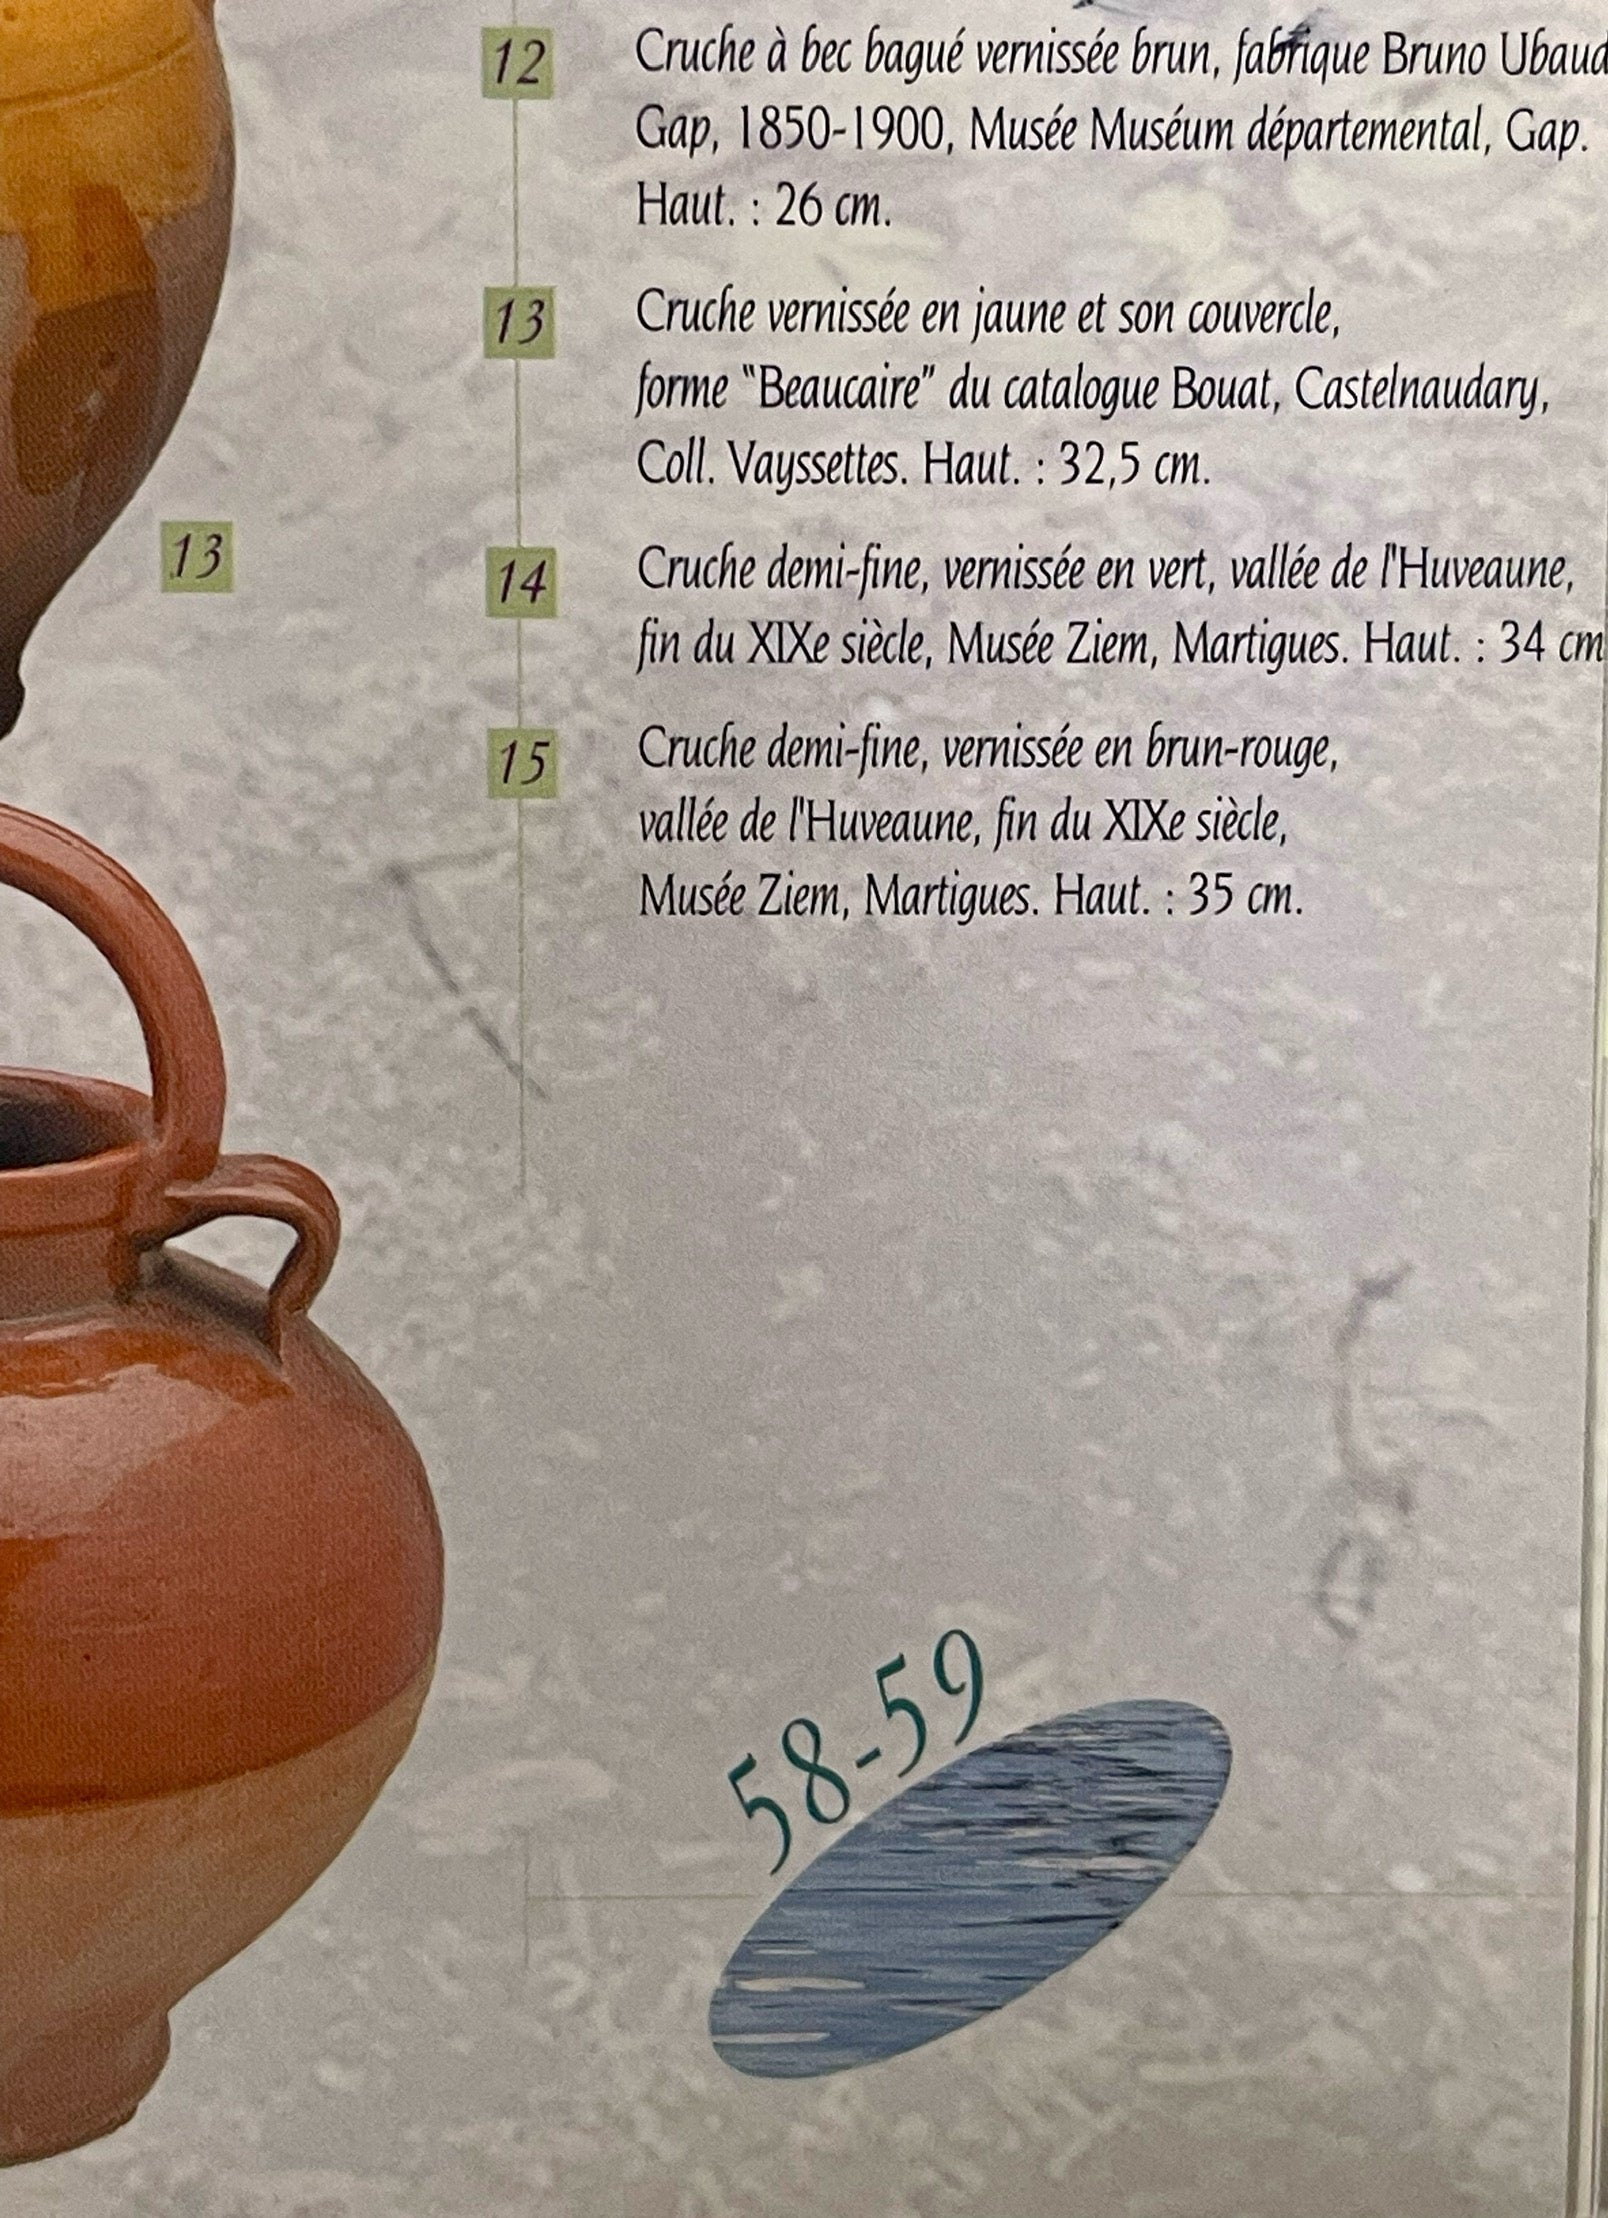 12
Cruche à bec bagué vernissée brun, fabrique Bruno Ubaud
Gap, 1850-1900, Musée Muséum départemental, Gap.
Haut. : 26 cm.
13
Cruche vernissée en jaune et son couvercle,
forme "Beaucaire" du catalogue Bouat, Castelnaudary,
Coll. Vayssettes. Haut. : 32,5 cm.
13
14
Cruche demi-fine, vernissée en vert, vallée de l'Huveaune,
fin du XIXe siècle, Musée Ziem, Martigues. Haut. : 34 cm
15
Cruche demi-fine, vernissée en brun-rouge,
vallée de l'Huveaune, fin du XIXe siècle,
Musée Ziem, Martigues. Haut. : 35 cm.
58-59